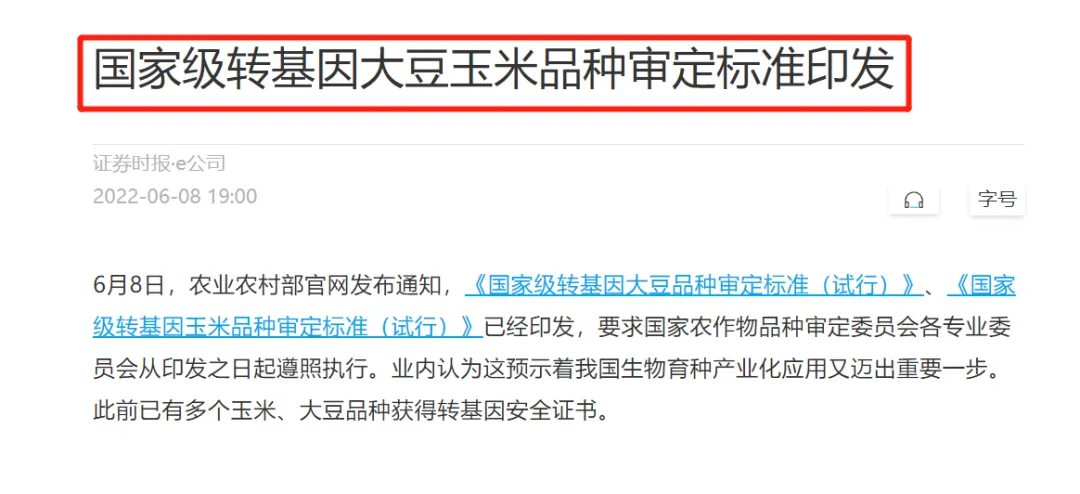 国家级转基因大豆玉米品种审定标准印发
证券时报·e公司
2022-06-08 19:00
字号
6月8日，农业农村部官网发布通知，《国家级转基因大豆品种审定标准（试行）》、《国家
级转基因玉米品种审定标准（试行）》已经印发，要求国家农作物品种审定委员会各专业委
员会从印发之日起遵照执行。业内认为这预示着我国生物育种产业化应用又迈出重要一步。
此前已有多个玉米、大豆品种获得转基因安全证书。